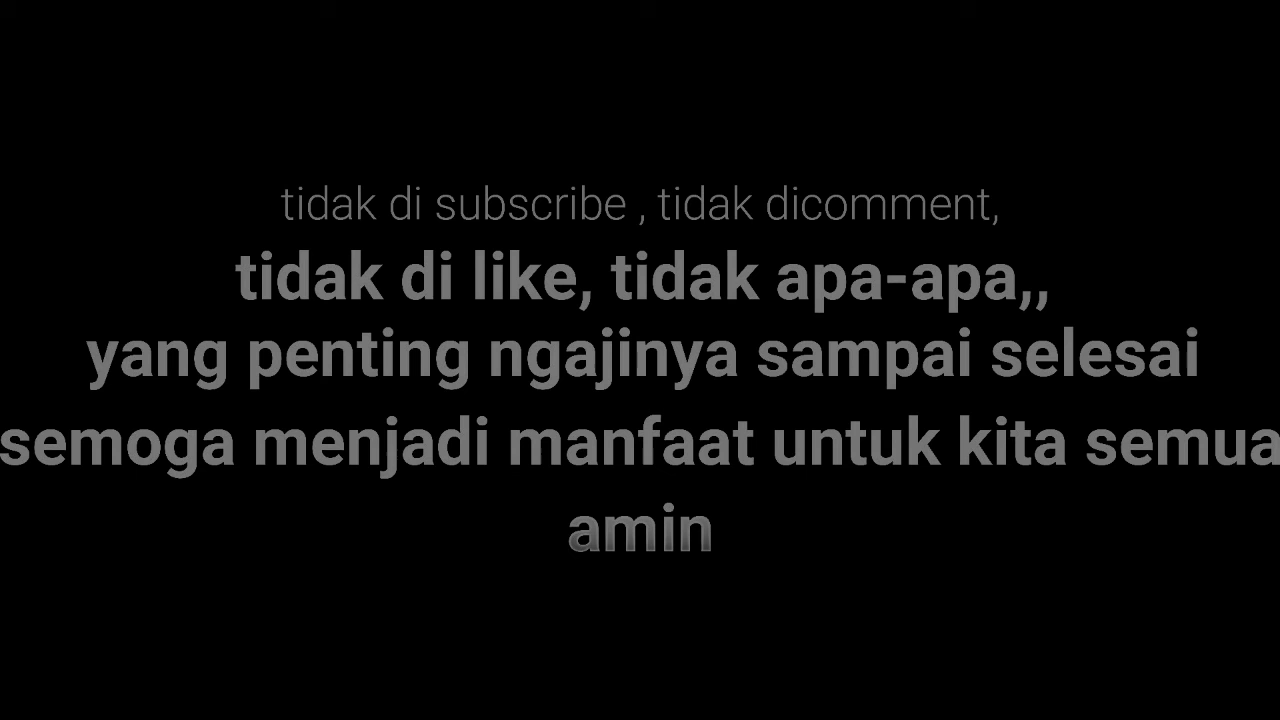 tidak di subscribe , tidak dicomment,
tidak di like, tidak apa-apa,,
yang penting ngajinya sampai selesai
semoga menjadi manfaat untuk kita semua
amin